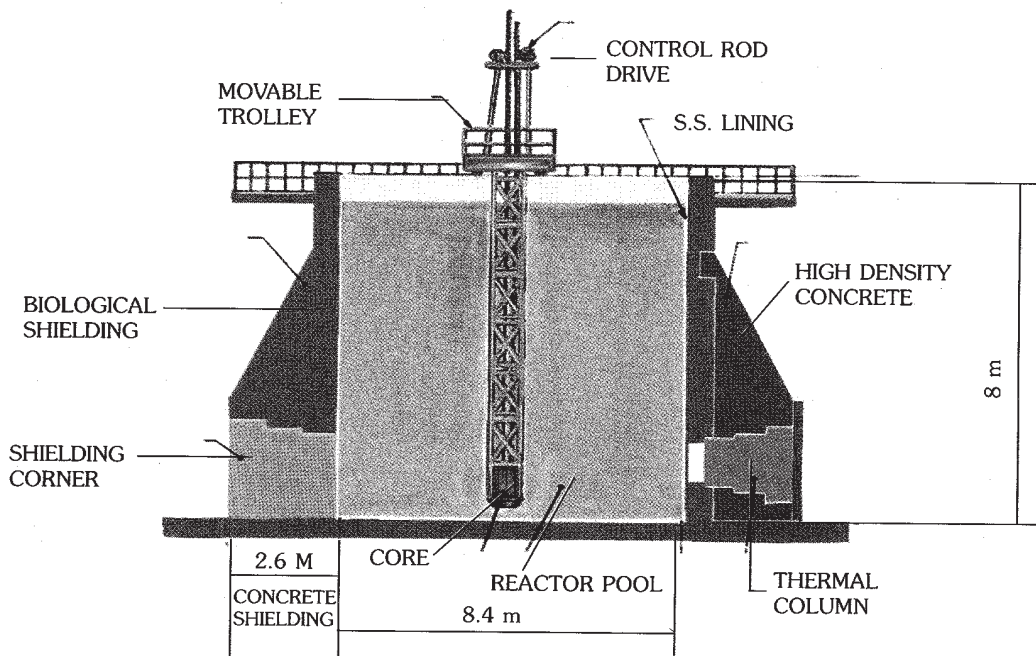 CONTROL ROD
DRIVE
MOVABLE
TROLLEY
S.S. LINING
BIOLOGICAL
SHIELDING
HIGH DENSITY
CONCRETE
8 m
SHIELDING
CORNER
CORE
REACTOR POOL
THERMAL
COLUMN
2.6 M
CONCRETE
SHIELDING
8.4 m